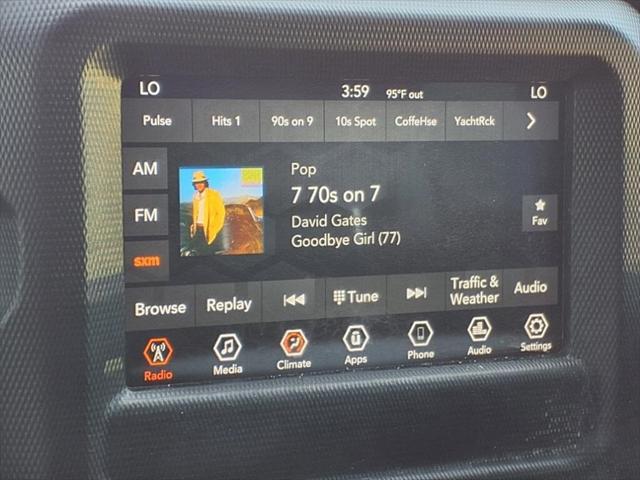 LO 3:59 95°F out LO
Pulse Hits 1 90s on 9 10s Spot CoffeHse YachtRck
AM
FM
sxm
Pop
7 70s on 7
David Gates
Goodbye Girl (77)
Fav
Browse Replay Tune Traffic & Weather Audio
Radio Media Climate Apps Phone Audio Settings